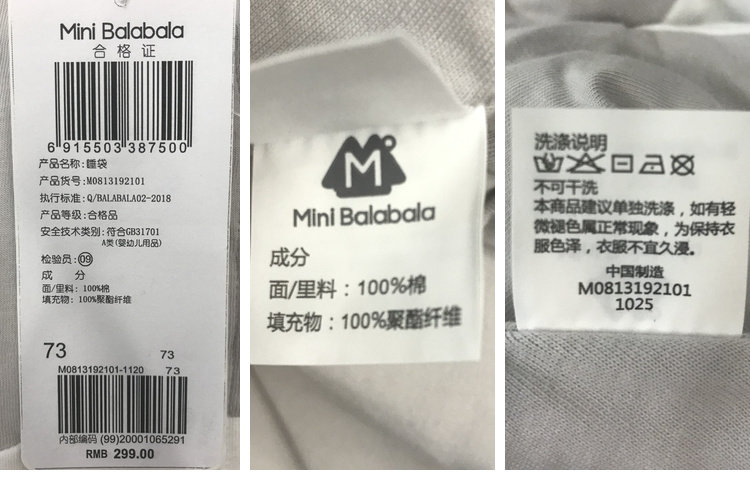 Mini Balabala
合格证
6 915503 387500
产品名称:睡袋
产品货号:M0813192101
执行标准:Q/BALABALA02-2018
产品等级:合格品
安全技术类别:符合GB31701
A类(婴幼儿用品)
检验员:09
成 分
面/里料:100%棉
填充物:100%聚酯纤维
73
73
M0813192101-1120 73
内部编码 (99)20001065291
RMB 299.00
M
Mini Balabala
成分
面/里料：100%棉
填充物：100%聚酯纤维
洗涤说明
不可干洗
本商品建议单独洗涤，如有轻
微褪色属正常现象，为保持衣
服色泽，衣服不宜久浸。
中国制造
M0813192101
1025